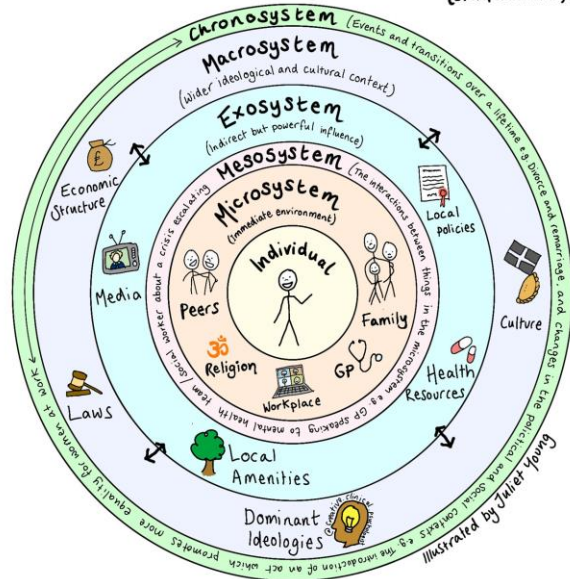 Chronosystem (Events and transitions over a lifetime e.g. Divorce and remarriage, and changes in the polictical and social contexts e.g. The introduction of an act which promotes more equality for women at work
Macrosystem
(Wider ideological and cultural context)
Exosystem
(Indirect but powerful influence)
Mesosystem (The interactions between things in the microsystem e.g. GP speaking to mental health team / social worker about a crisis escalating
Microsystem
(Immediate environment)
Individual
£
Economic
Structure
Local
policies
Media
Peers
Family
Culture
ॐ
Religion
Workplace
GP
Health
Resources
Laws
Local
Amenities
Dominant
Ideologies
Illustrated by Juliet Young